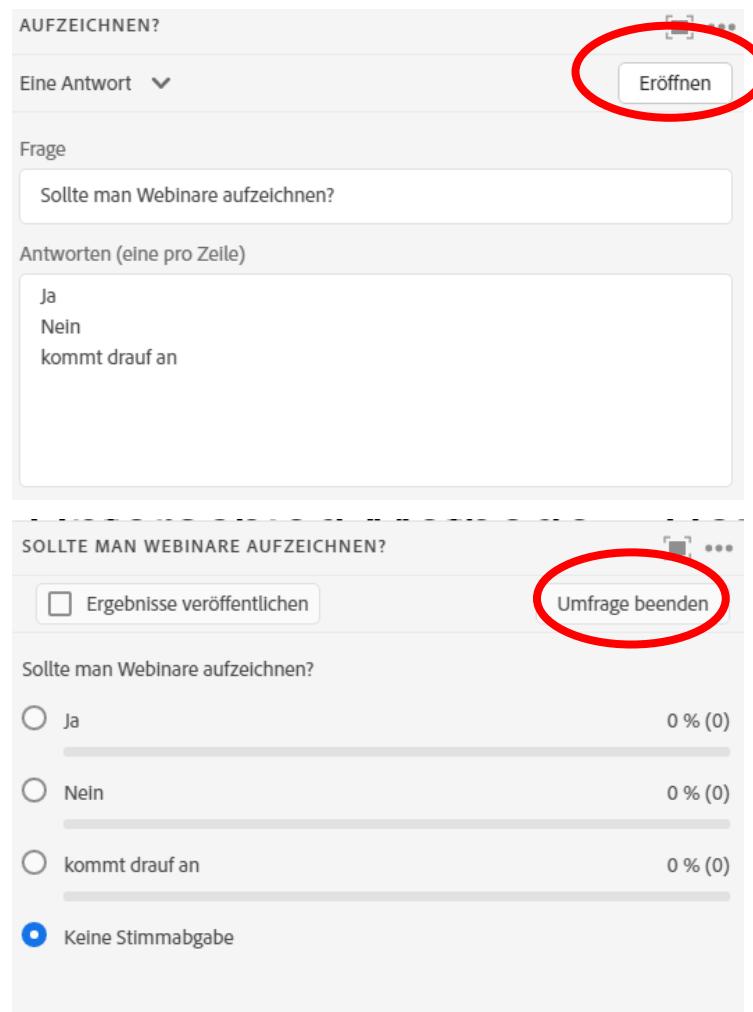 AUFZEICHNEN?
Eine Antwort
Eröffnen
Frage
Sollte man Webinare aufzeichnen?
Antworten (eine pro Zeile)
Ja
Nein
kommt drauf an
SOLLTE MAN WEBINARE AUFZEICHNEN?
Ergebnisse veröffentlichen
Umfrage beenden
Sollte man Webinare aufzeichnen?
Ja 0 % (0)
Nein 0 % (0)
kommt drauf an 0 % (0)
Keine Stimmabgabe